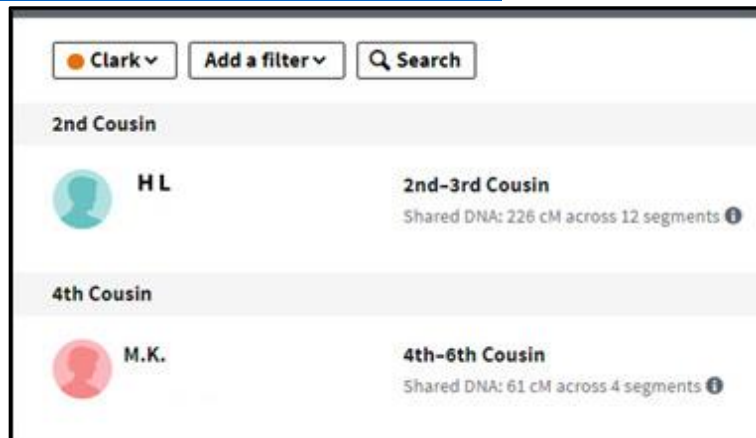 Clark Add a filter Search
2nd Cousin
H L
2nd–3rd Cousin
Shared DNA: 226 cM across 12 segments
4th Cousin
M.K.
4th–6th Cousin
Shared DNA: 61 cM across 4 segments